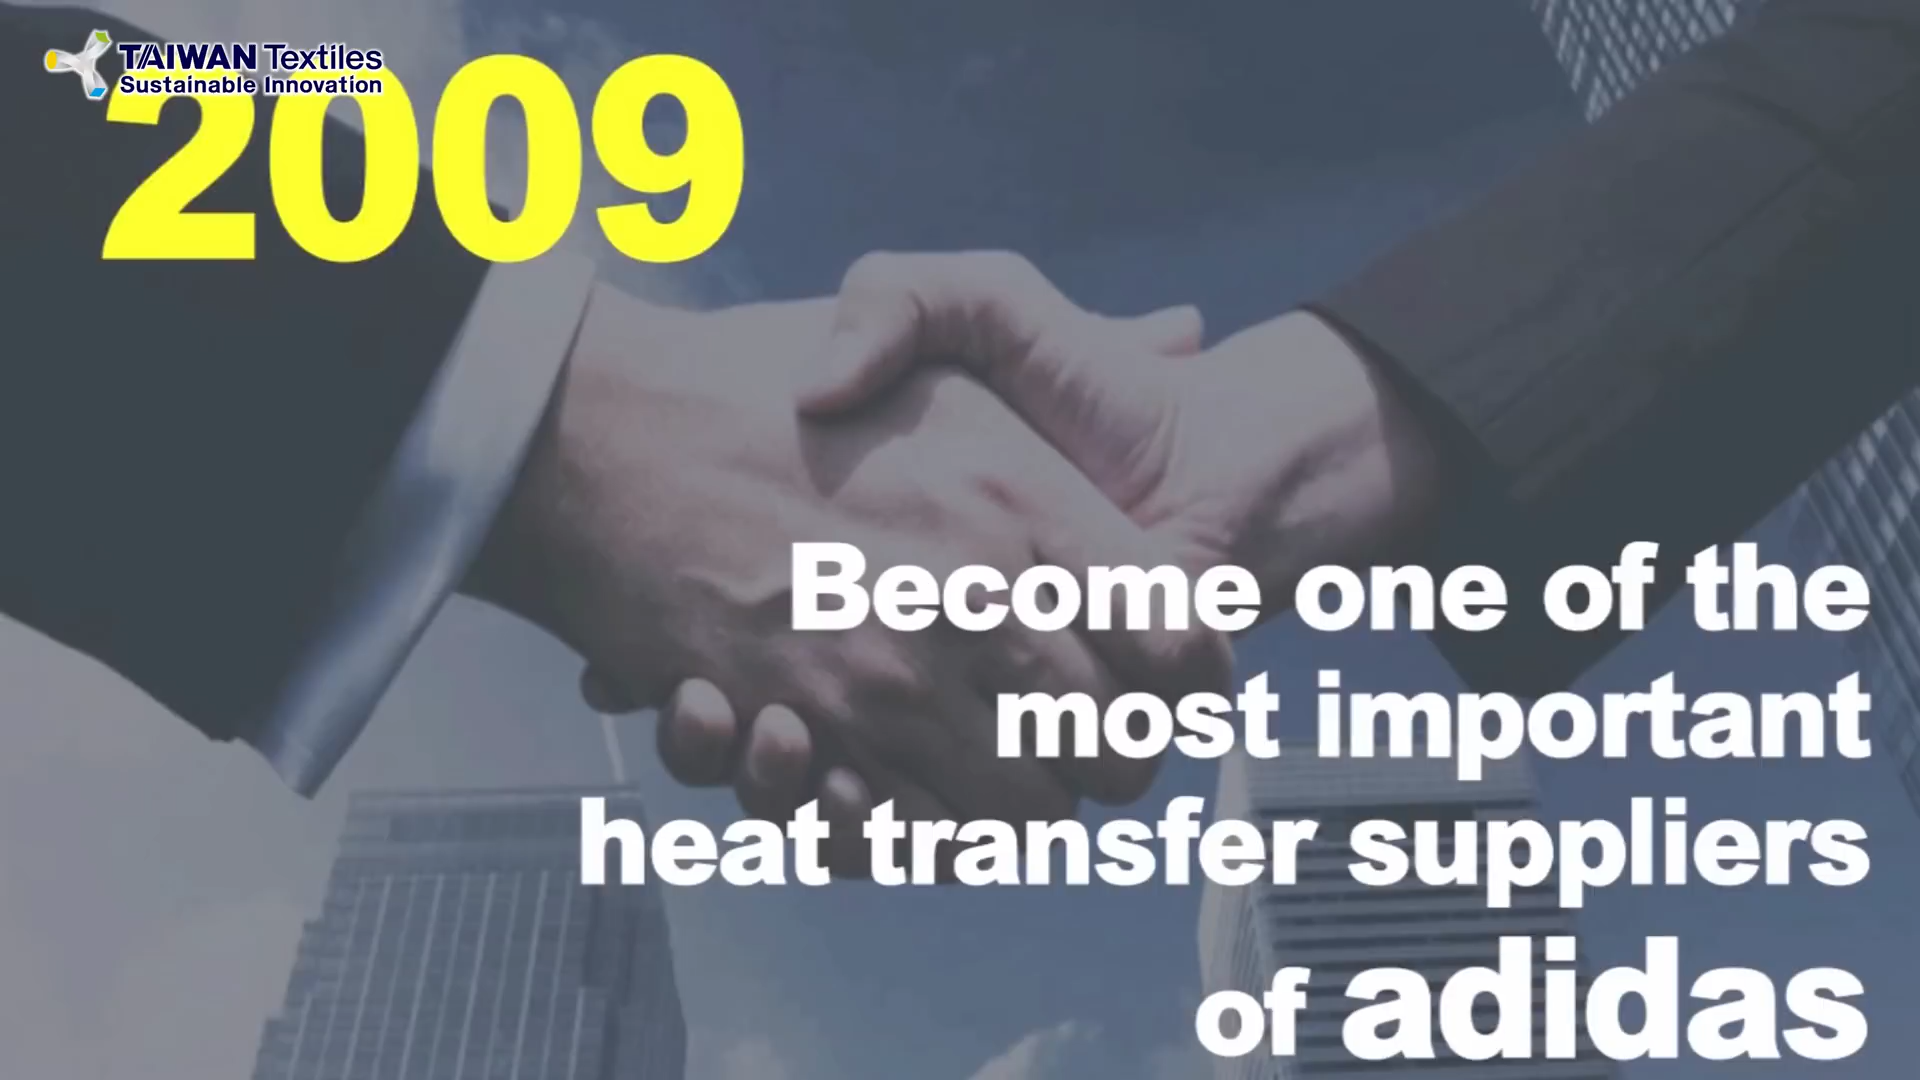 TAIWAN Textiles
Sustainable Innovation
2009
Become one of the
most important
heat transfer suppliers
of adidas